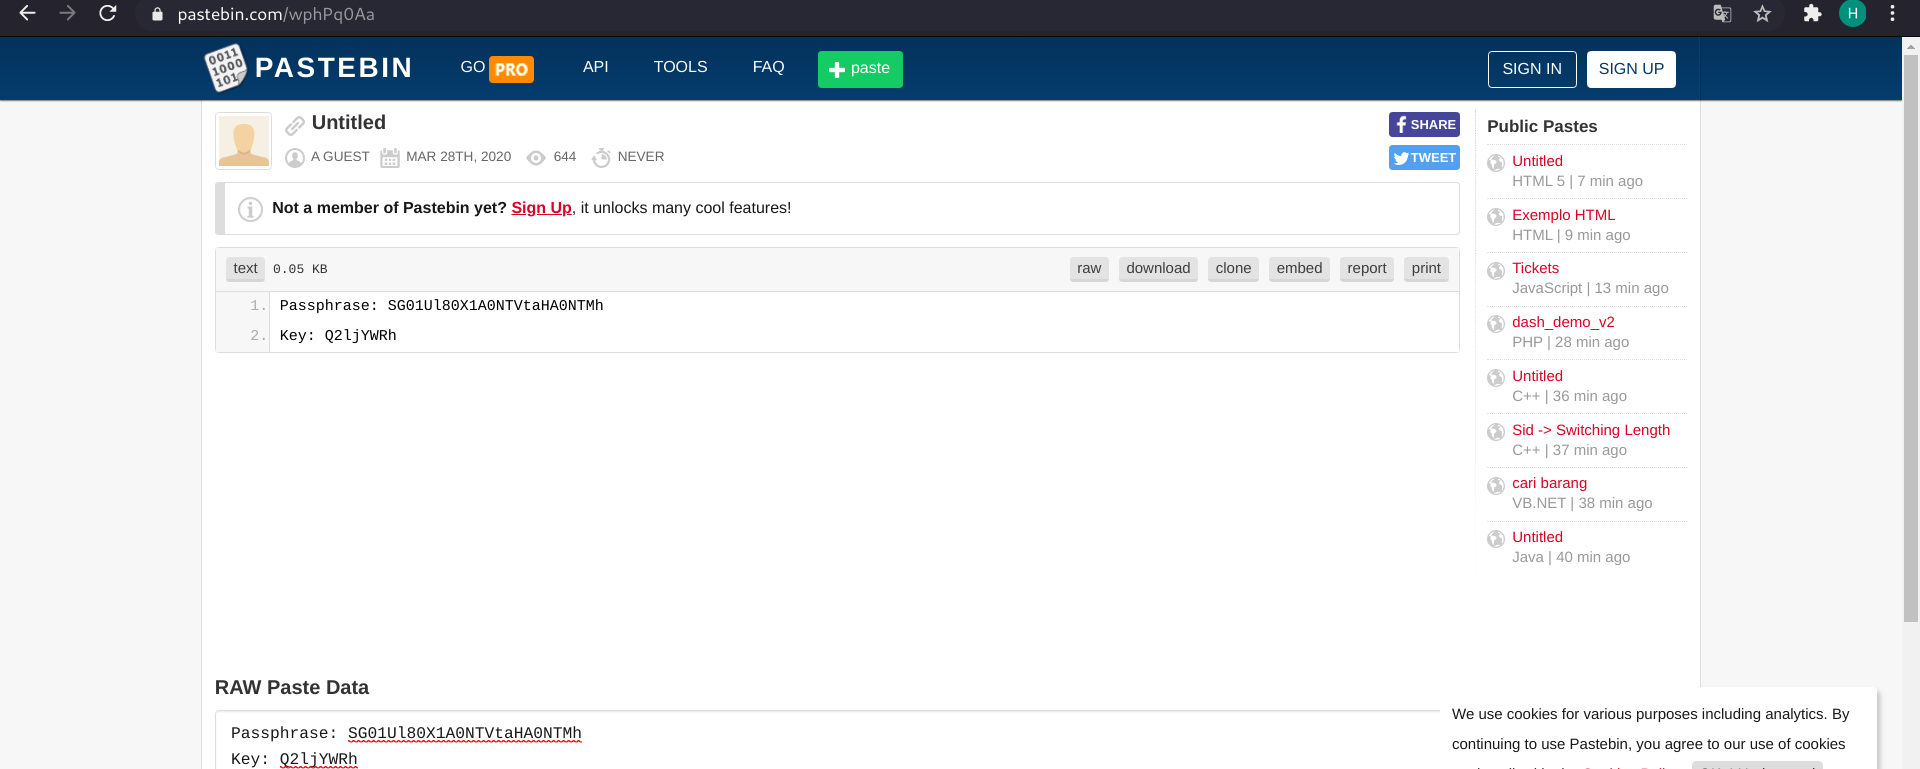 pastebin.com/wphPq0Aa
H
0011
1000
101
PASTEBIN
GO PRO
API
TOOLS
FAQ
paste
SIGN IN
SIGN UP
Untitled
A GUEST MAR 28TH, 2020 644 NEVER
SHARE
TWEET
Not a member of Pastebin yet? Sign Up, it unlocks many cool features!
text 0.05 KB
raw download clone embed report print
1. Passphrase: SG01Ul80X1A0NTVtaHA0NTMh
2. Key: Q2ljYWRh
Public Pastes
Untitled
HTML 5 | 7 min ago
Exemplo HTML
HTML | 9 min ago
Tickets
JavaScript | 13 min ago
dash_demo_v2
PHP | 28 min ago
Untitled
C++ | 36 min ago
Sid -> Switching Length
C++ | 37 min ago
cari barang
VB.NET | 38 min ago
Untitled
Java | 40 min ago
RAW Paste Data
Passphrase: SG01Ul80X1A0NTVtaHA0NTMh
Key: Q2ljYWRh
We use cookies for various purposes including analytics. By
continuing to use Pastebin, you agree to our use of cookies